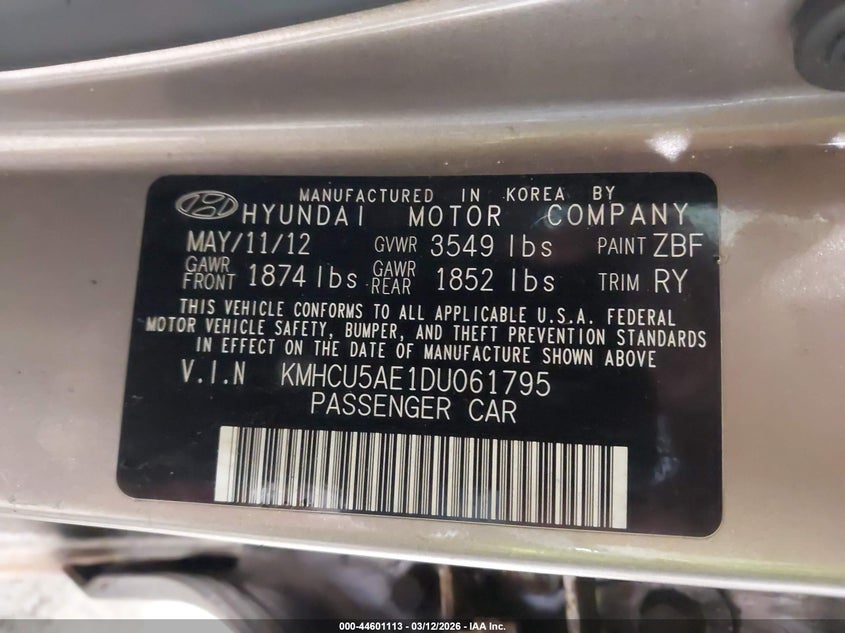 MANUFACTURED IN KOREA BY
HYUNDAI MOTOR COMPANY
MAY/11/12 GVWR 3549 lbs PAINT ZBF
GAWR FRONT 1874 lbs GAWR REAR 1852 lbs TRIM RY
THIS VEHICLE CONFORMS TO ALL APPLICABLE U.S.A. FEDERAL
MOTOR VEHICLE SAFETY, BUMPER, AND THEFT PREVENTION STANDARDS
IN EFFECT ON THE DATE OF MANUFACTURE SHOWN ABOVE
V.I.N KMHCU5AE1DU061795
PASSENGER CAR
000-44601113 - 03/12/2026 - IAA Inc.